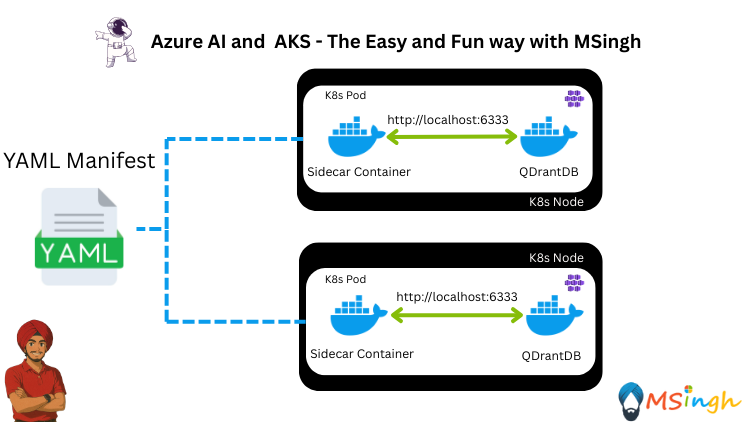 Azure AI and AKS - The Easy and Fun way with MSingh
K8s Pod
http://localhost:6333
Sidecar Container
QDrantDB
K8s Node
YAML Manifest
YAML
K8s Node
K8s Pod
http://localhost:6333
Sidecar Container
QDrantDB
MSingh